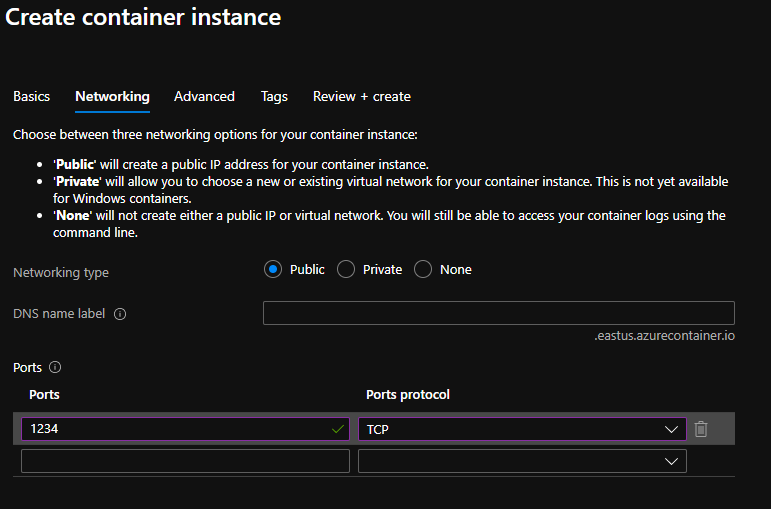 Create container instance
Basics Networking Advanced Tags Review + create
Choose between three networking options for your container instance:
• 'Public' will create a public IP address for your container instance.
• 'Private' will allow you to choose a new or existing virtual network for your container instance. This is not yet available
for Windows containers.
• 'None' will not create either a public IP or virtual network. You will still be able to access your container logs using the
command line.
Networking type Public Private None
DNS name label
.eastus.azurecontainer.io
Ports
Ports Ports protocol
1234 TCP